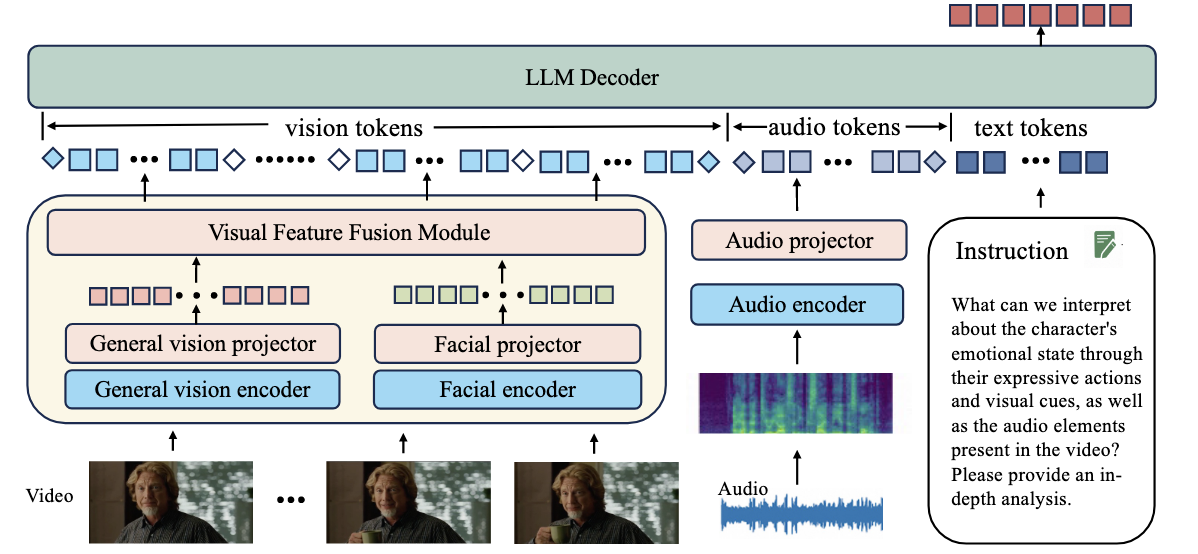 LLM Decoder
vision tokens
audio tokens
text tokens
Visual Feature Fusion Module
General vision projector
Facial projector
General vision encoder
Facial encoder
Audio projector
Audio encoder
Video
Audio
Instruction
What can we interpret
about the character's
emotional state through
their expressive actions
and visual cues, as well
as the audio elements
present in the video?
Please provide an in-
depth analysis.